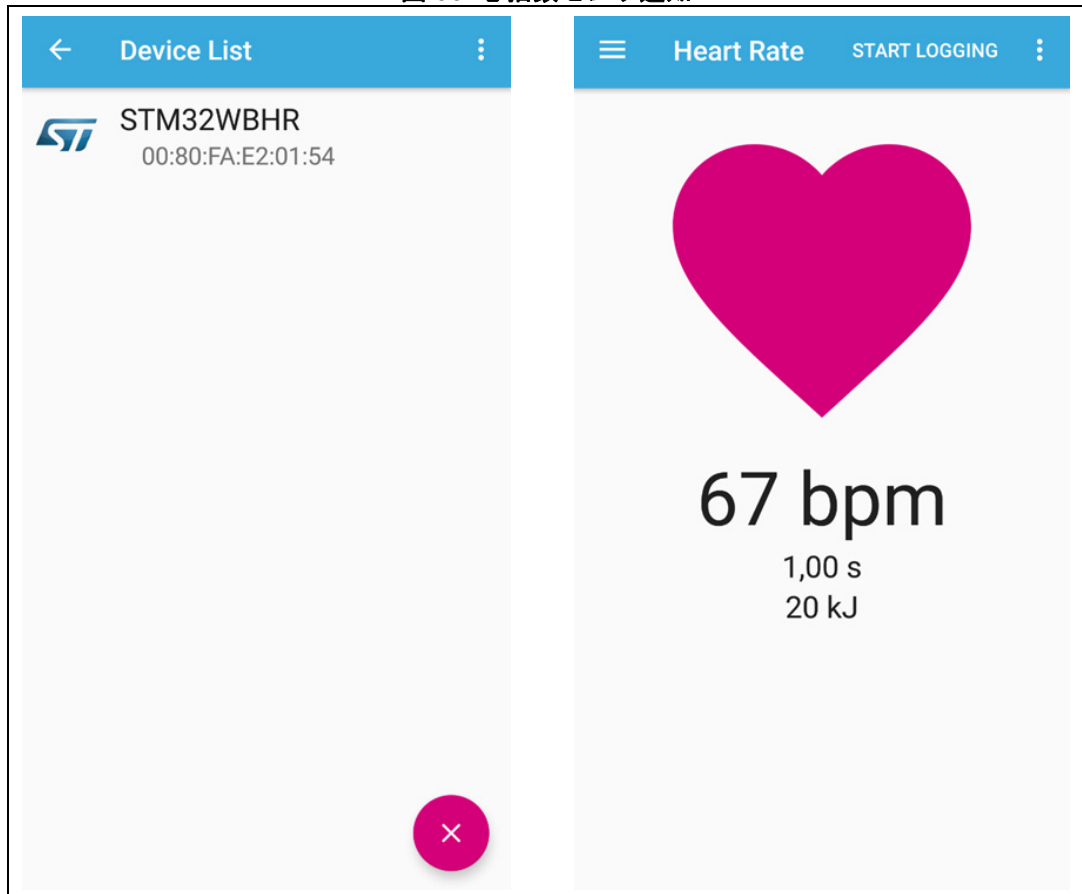 Device List
STM32WBHR
00:80:FA:E2:01:54
Heart Rate START LOGGING
67 bpm
1,00 s
20 kJ